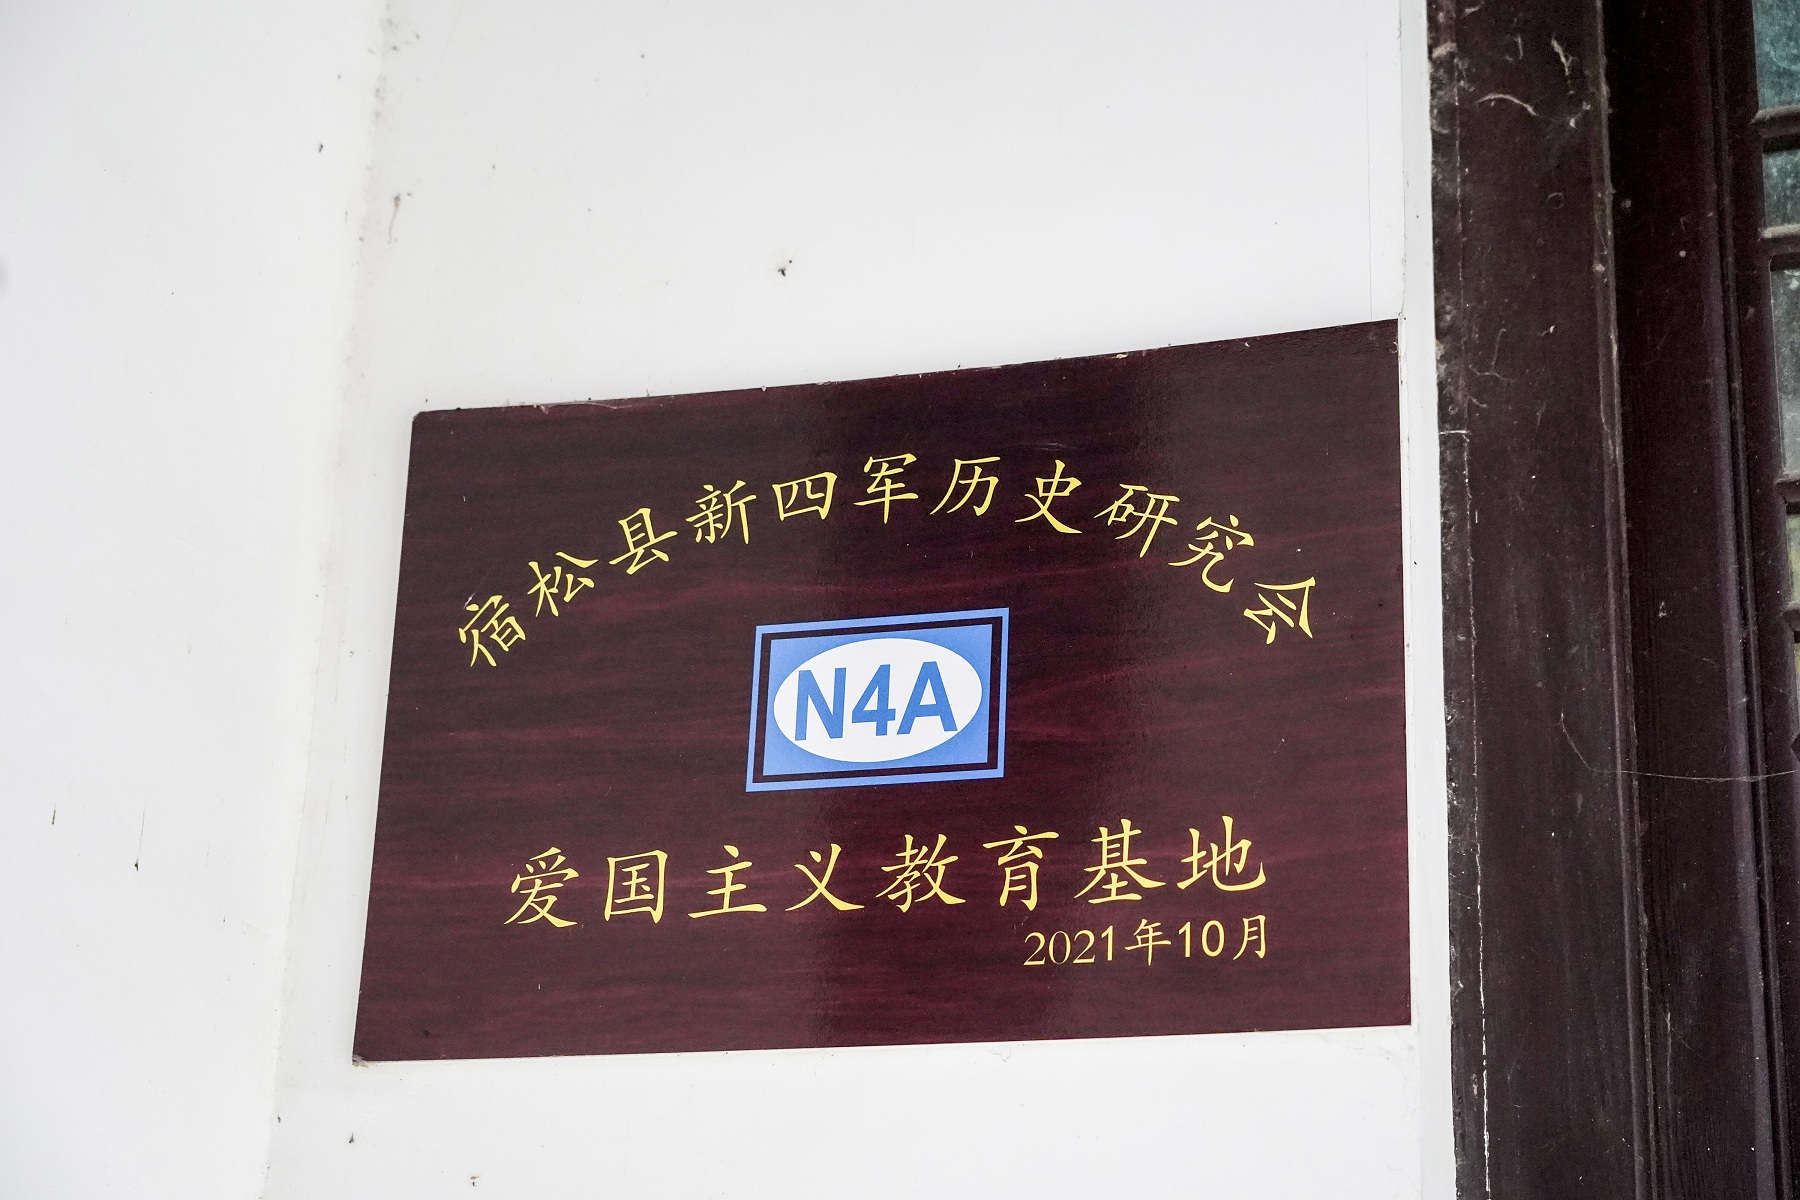 宿松县新四军历史研究会
N4A
爱国主义教育基地
2021年10月